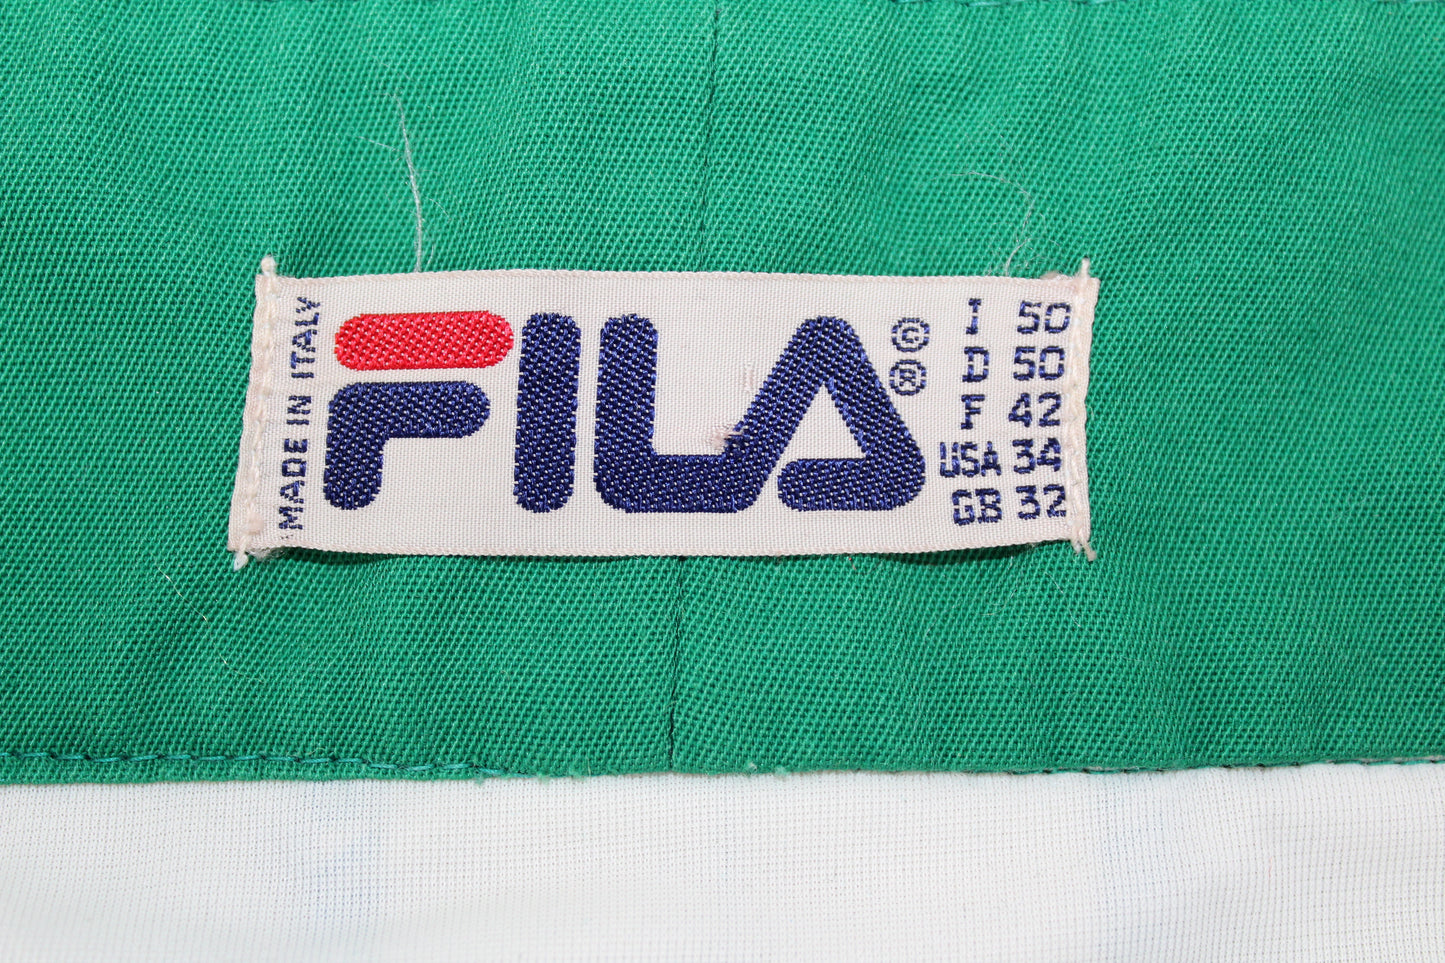 MADE IN ITALY
FILA
©
®
I 50
D 50
F 42
USA 34
GB 32